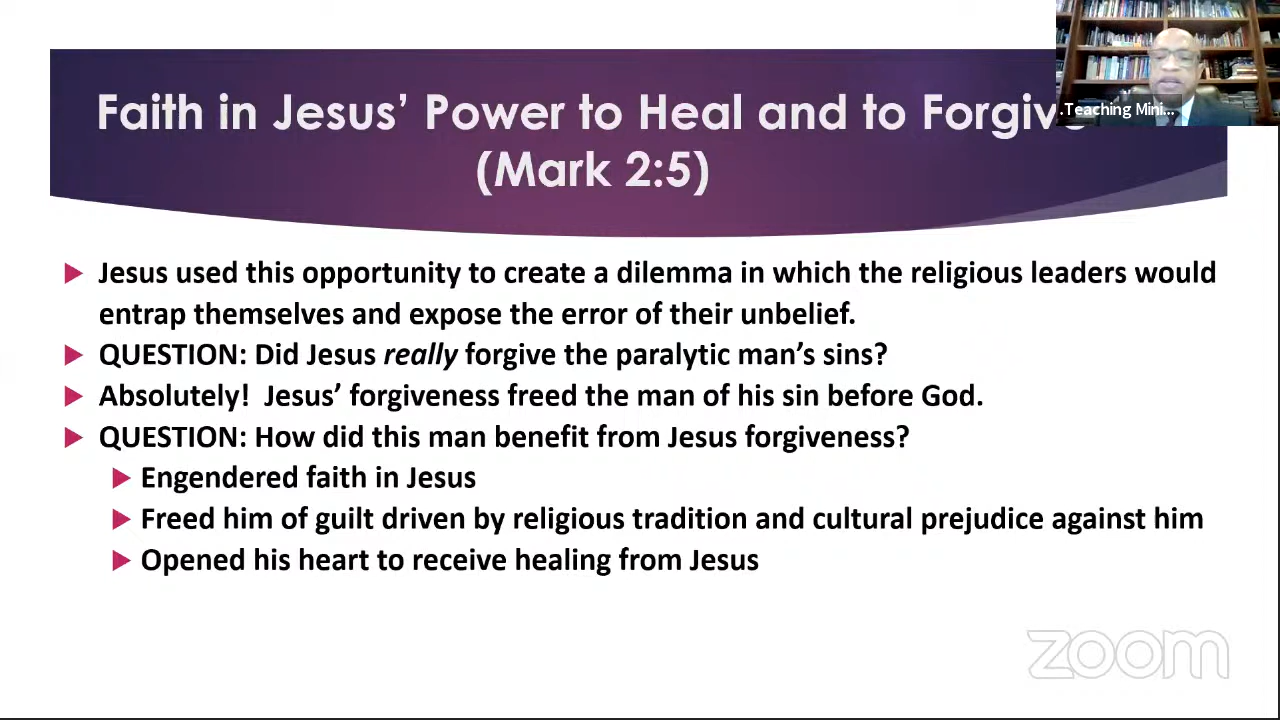 Faith in Jesus’ Power to Heal and to Forgive
(Mark 2:5)
.Teaching Mini...
Jesus used this opportunity to create a dilemma in which the religious leaders would
entrap themselves and expose the error of their unbelief.
QUESTION: Did Jesus really forgive the paralytic man’s sins?
Absolutely!  Jesus’ forgiveness freed the man of his sin before God.
QUESTION: How did this man benefit from Jesus forgiveness?
Engendered faith in Jesus
Freed him of guilt driven by religious tradition and cultural prejudice against him
Opened his heart to receive healing from Jesus
zoom